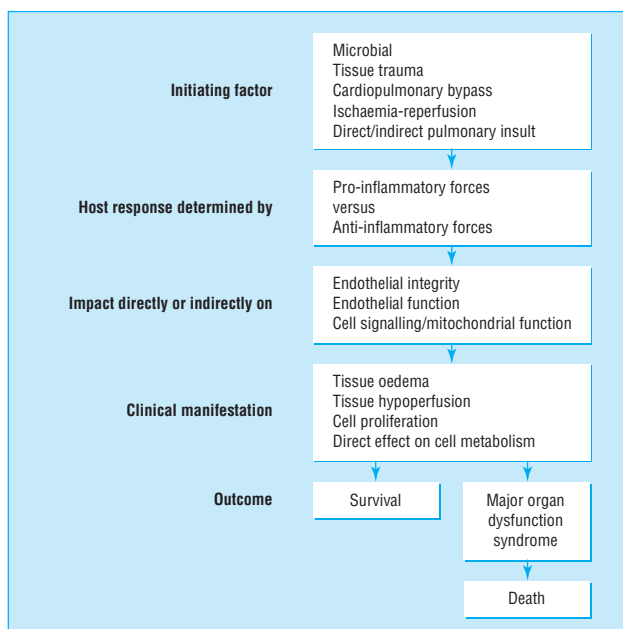 Initiating factor
Microbial
Tissue trauma
Cardiopulmonary bypass
Ischaemia-reperfusion
Direct/indirect pulmonary insult
Host response determined by
Pro-inflammatory forces
versus
Anti-inflammatory forces
Impact directly or indirectly on
Endothelial integrity
Endothelial function
Cell signalling/mitochondrial function
Clinical manifestation
Tissue oedema
Tissue hypoperfusion
Cell proliferation
Direct effect on cell metabolism
Outcome
Survival
Major organ
dysfunction
syndrome
Death